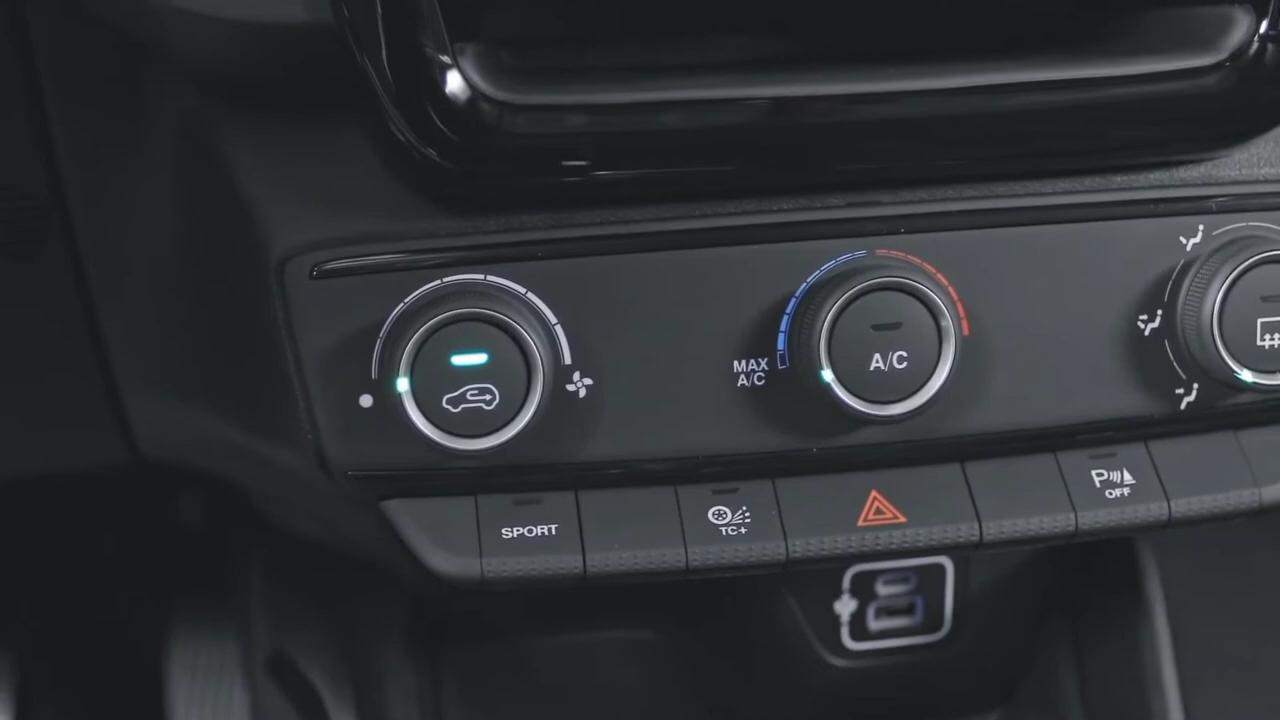 MAX
A/C
A/C
SPORT
TC+
P
OFF